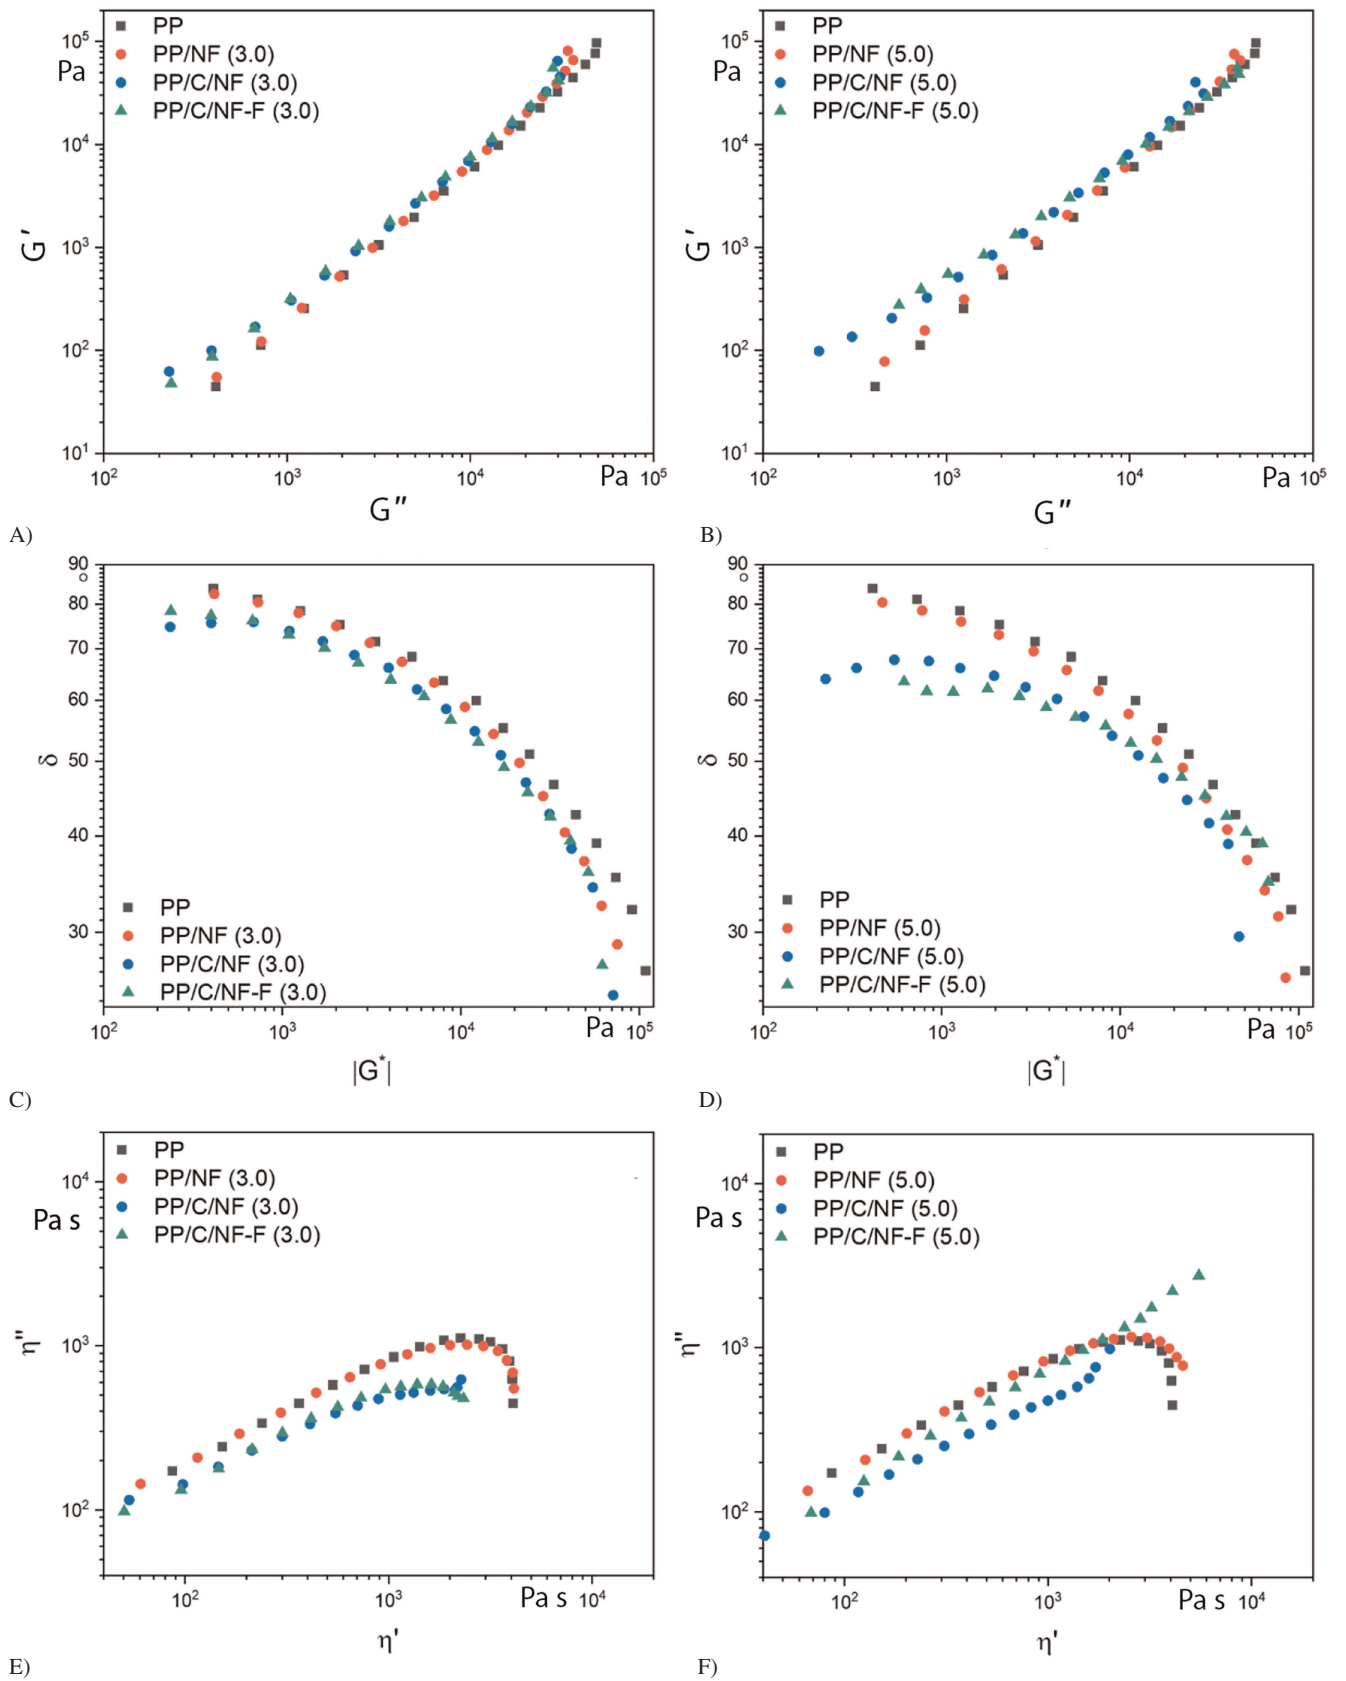 PP
PP/NF (3.0)
PP/C/NF (3.0)
PP/C/NF-F (3.0)
10⁵
Pa
10⁴
G′
10³
10²
10¹
10² 10³ 10⁴ Pa 10⁵
G″
A)
PP
PP/NF (5.0)
PP/C/NF (5.0)
PP/C/NF-F (5.0)
10⁵
Pa
10⁴
G′
10³
10²
10¹
10² 10³ 10⁴ Pa 10⁵
G″
B)
90
°
80
70
60
δ
50
40
30
PP
PP/NF (3.0)
PP/C/NF (3.0)
PP/C/NF-F (3.0)
10² 10³ 10⁴ Pa 10⁵
|G*|
C)
90
°
80
70
60
δ
50
40
30
PP
PP/NF (5.0)
PP/C/NF (5.0)
PP/C/NF-F (5.0)
10² 10³ 10⁴ Pa 10⁵
|G*|
D)
PP
PP/NF (3.0)
PP/C/NF (3.0)
PP/C/NF-F (3.0)
10⁴
Pa s
10³
η"
10²
10² 10³ Pa s 10⁴
η'
E)
PP
PP/NF (5.0)
PP/C/NF (5.0)
PP/C/NF-F (5.0)
10⁴
Pa s
10³
η"
10²
10² 10³ Pa s 10⁴
η'
F)